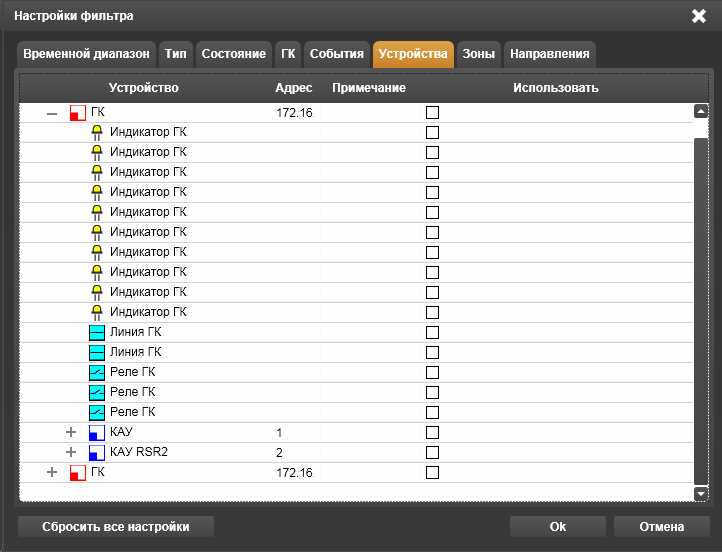 Настройки фильтра
Временной диапазон Тип Состояние ГК События Устройства Зоны Направления
Устройство Адрес Примечание Использовать
ГК 172.16
Индикатор ГК
Индикатор ГК
Индикатор ГК
Индикатор ГК
Индикатор ГК
Индикатор ГК
Индикатор ГК
Индикатор ГК
Индикатор ГК
Индикатор ГК
Линия ГК
Линия ГК
Реле ГК
Реле ГК
Реле ГК
КАУ 1
КАУ RSR2 2
ГК 172.16
Сбросить все настройки Ok Отмена